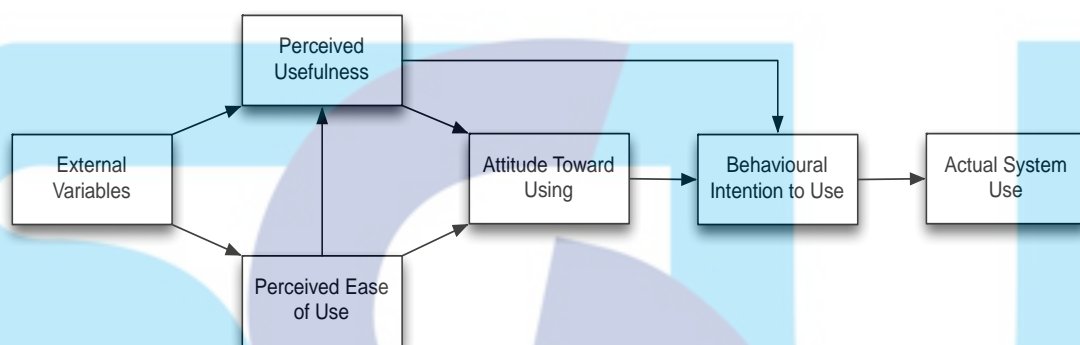 Perceived
Usefulness
External
Variables
Attitude Toward
Using
Behavioural
Intention to Use
Actual System
Use
Perceived Ease
of Use